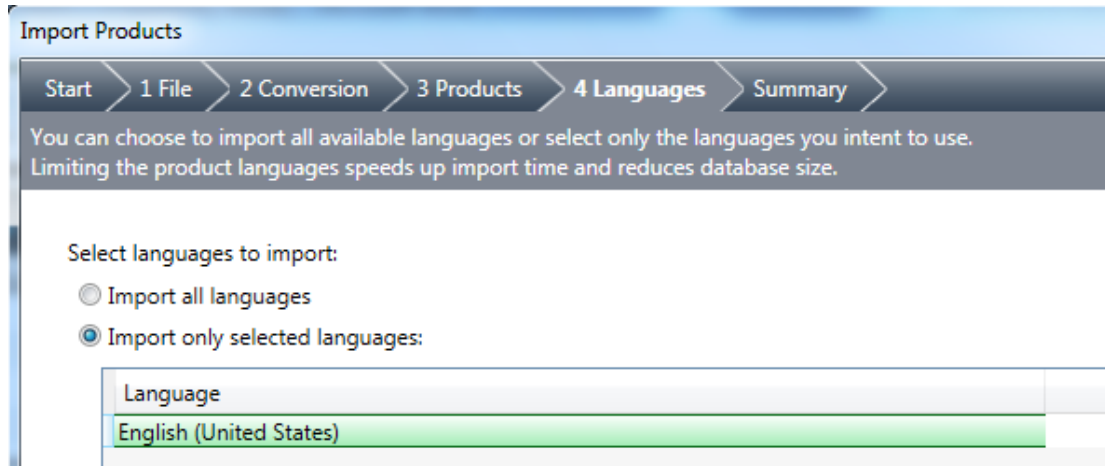 Import Products
Start 1 File 2 Conversion 3 Products 4 Languages Summary
You can choose to import all available languages or select only the languages you intent to use.
Limiting the product languages speeds up import time and reduces database size.
Select languages to import:
Import all languages
Import only selected languages:
Language
English (United States)